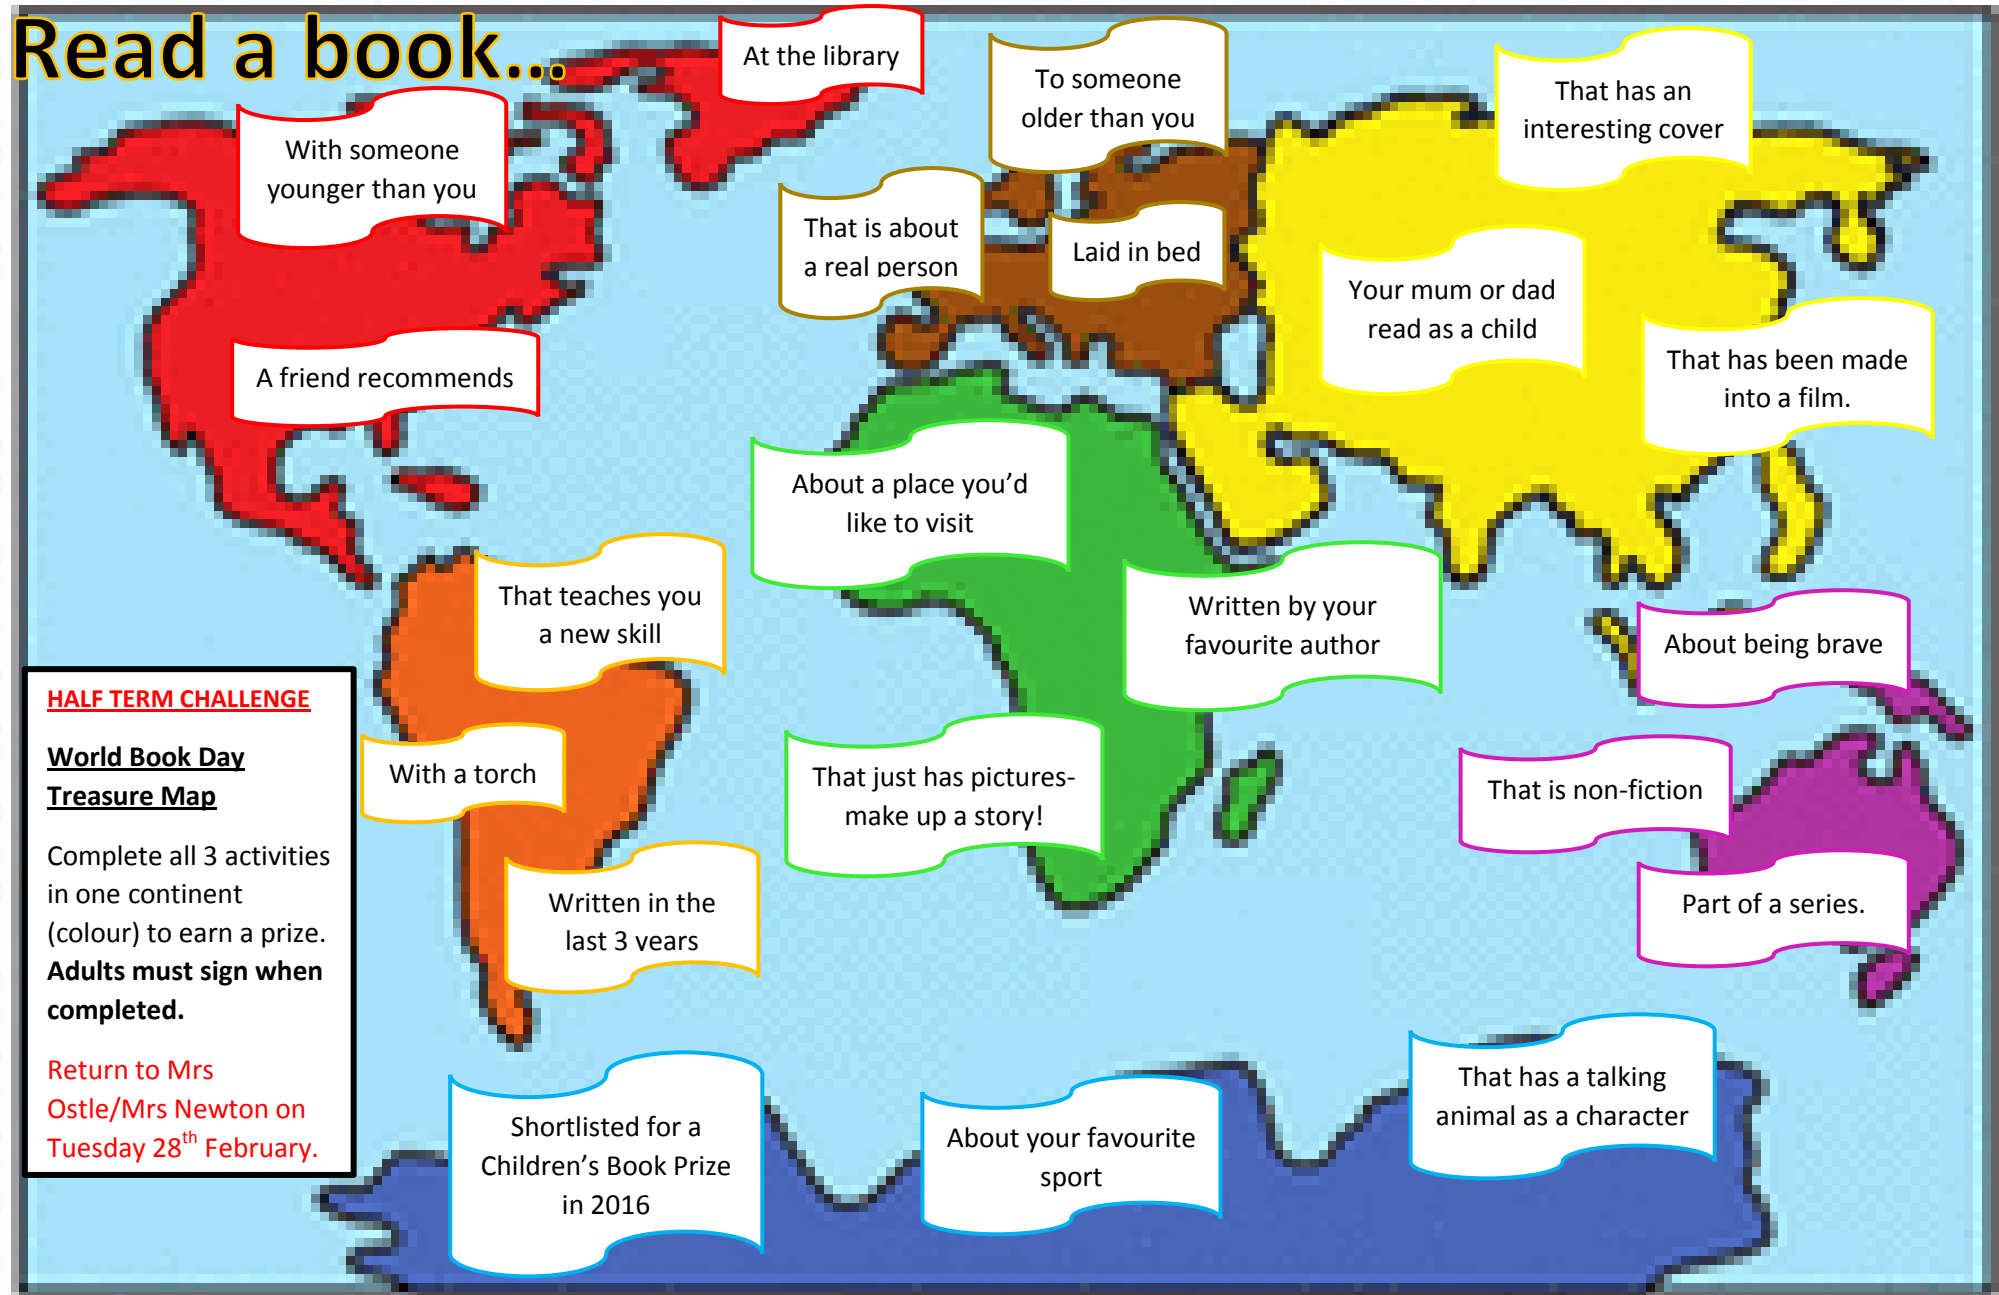 Read a book...
At the library
To someone
older than you
That has an
interesting cover
With someone
younger than you
That is about
a real person
Laid in bed
Your mum or dad
read as a child
That has been made
into a film.
A friend recommends
About a place you’d
like to visit
That teaches you
a new skill
Written by your
favourite author
About being brave
HALF TERM CHALLENGE
World Book Day
Treasure Map
Complete all 3 activities
in one continent
(colour) to earn a prize.
Adults must sign when
completed.
Return to Mrs
Ostle/Mrs Newton on
Tuesday 28th February.
With a torch
That just has pictures-
make up a story!
That is non-fiction
Written in the
last 3 years
Part of a series.
Shortlisted for a
Children’s Book Prize
in 2016
About your favourite
sport
That has a talking
animal as a character